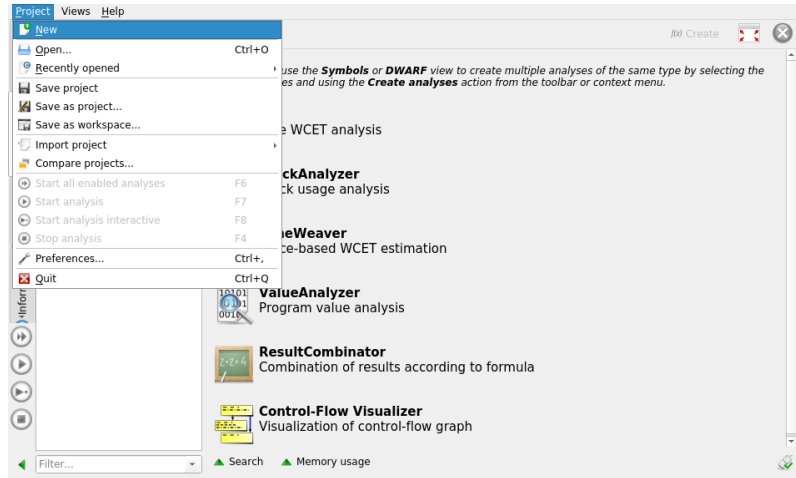 Project Views Help
New
Open... Ctrl+O
Recently opened
Save project
Save as project...
Save as workspace...
Import project
Compare projects...
Start all enabled analyses F6
Start analysis F7
Start analysis interactive F8
Stop analysis F4
Preferences... Ctrl+,
Quit Ctrl+Q
f(x) Create
use the Symbols or DWARF view to create multiple analyses of the same type by selecting the
es and using the Create analyses action from the toolbar or context menu.
e WCET analysis
ckAnalyzer
ck usage analysis
eWeaver
ce-based WCET estimation
ValueAnalyzer
Program value analysis
ResultCombinator
Combination of results according to formula
Control-Flow Visualizer
Visualization of control-flow graph
Infor
Filter...
Search
Memory usage